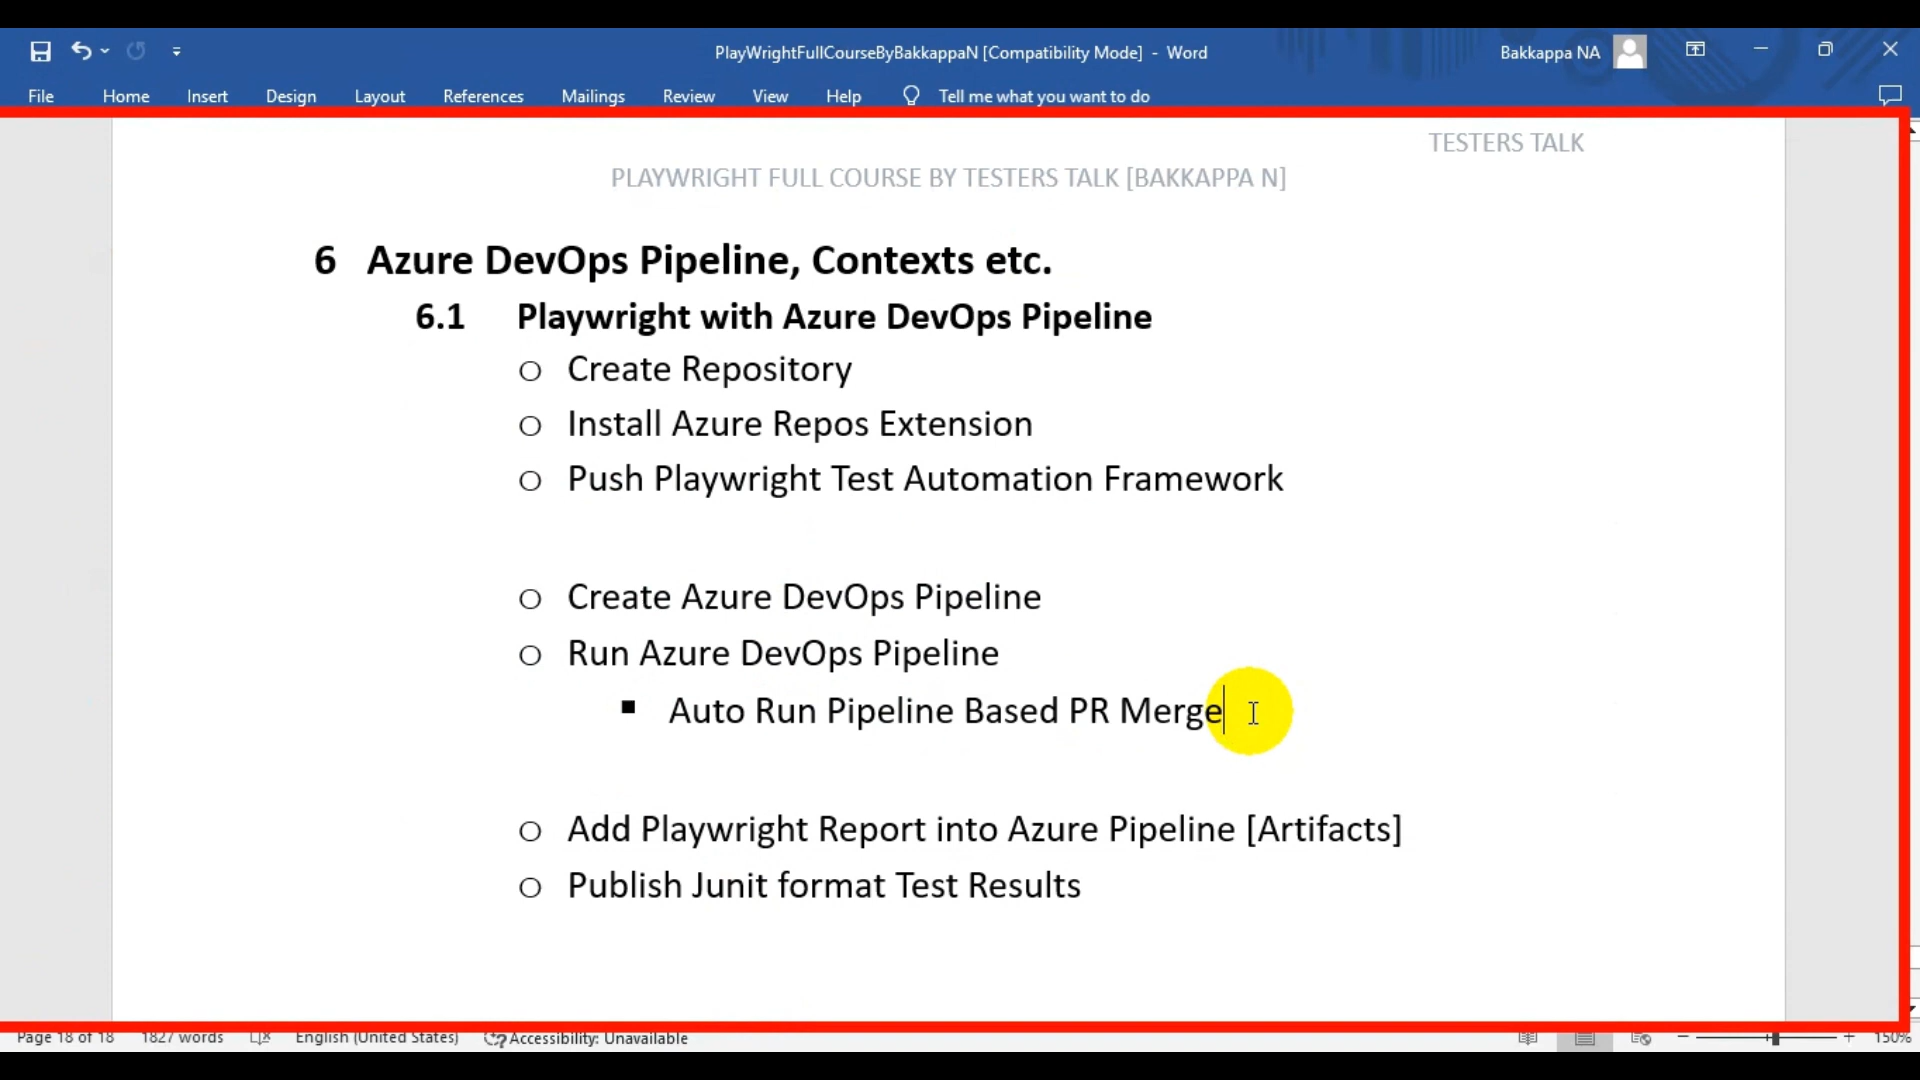 PlayWrightFullCourseByBakkappaN [Compatibility Mode] - Word
Bakkappa NA
File Home Insert Design Layout References Mailings Review View Help Tell me what you want to do
TESTERS TALK
PLAYWRIGHT FULL COURSE BY TESTERS TALK [BAKKAPPA N]
6 Azure DevOps Pipeline, Contexts etc.
6.1 Playwright with Azure DevOps Pipeline
o Create Repository
o Install Azure Repos Extension
o Push Playwright Test Automation Framework
o Create Azure DevOps Pipeline
o Run Azure DevOps Pipeline
▪ Auto Run Pipeline Based PR Merge
o Add Playwright Report into Azure Pipeline [Artifacts]
o Publish Junit format Test Results
Page 18 of 18 1827 words English (United States) Accessibility: Unavailable 150%